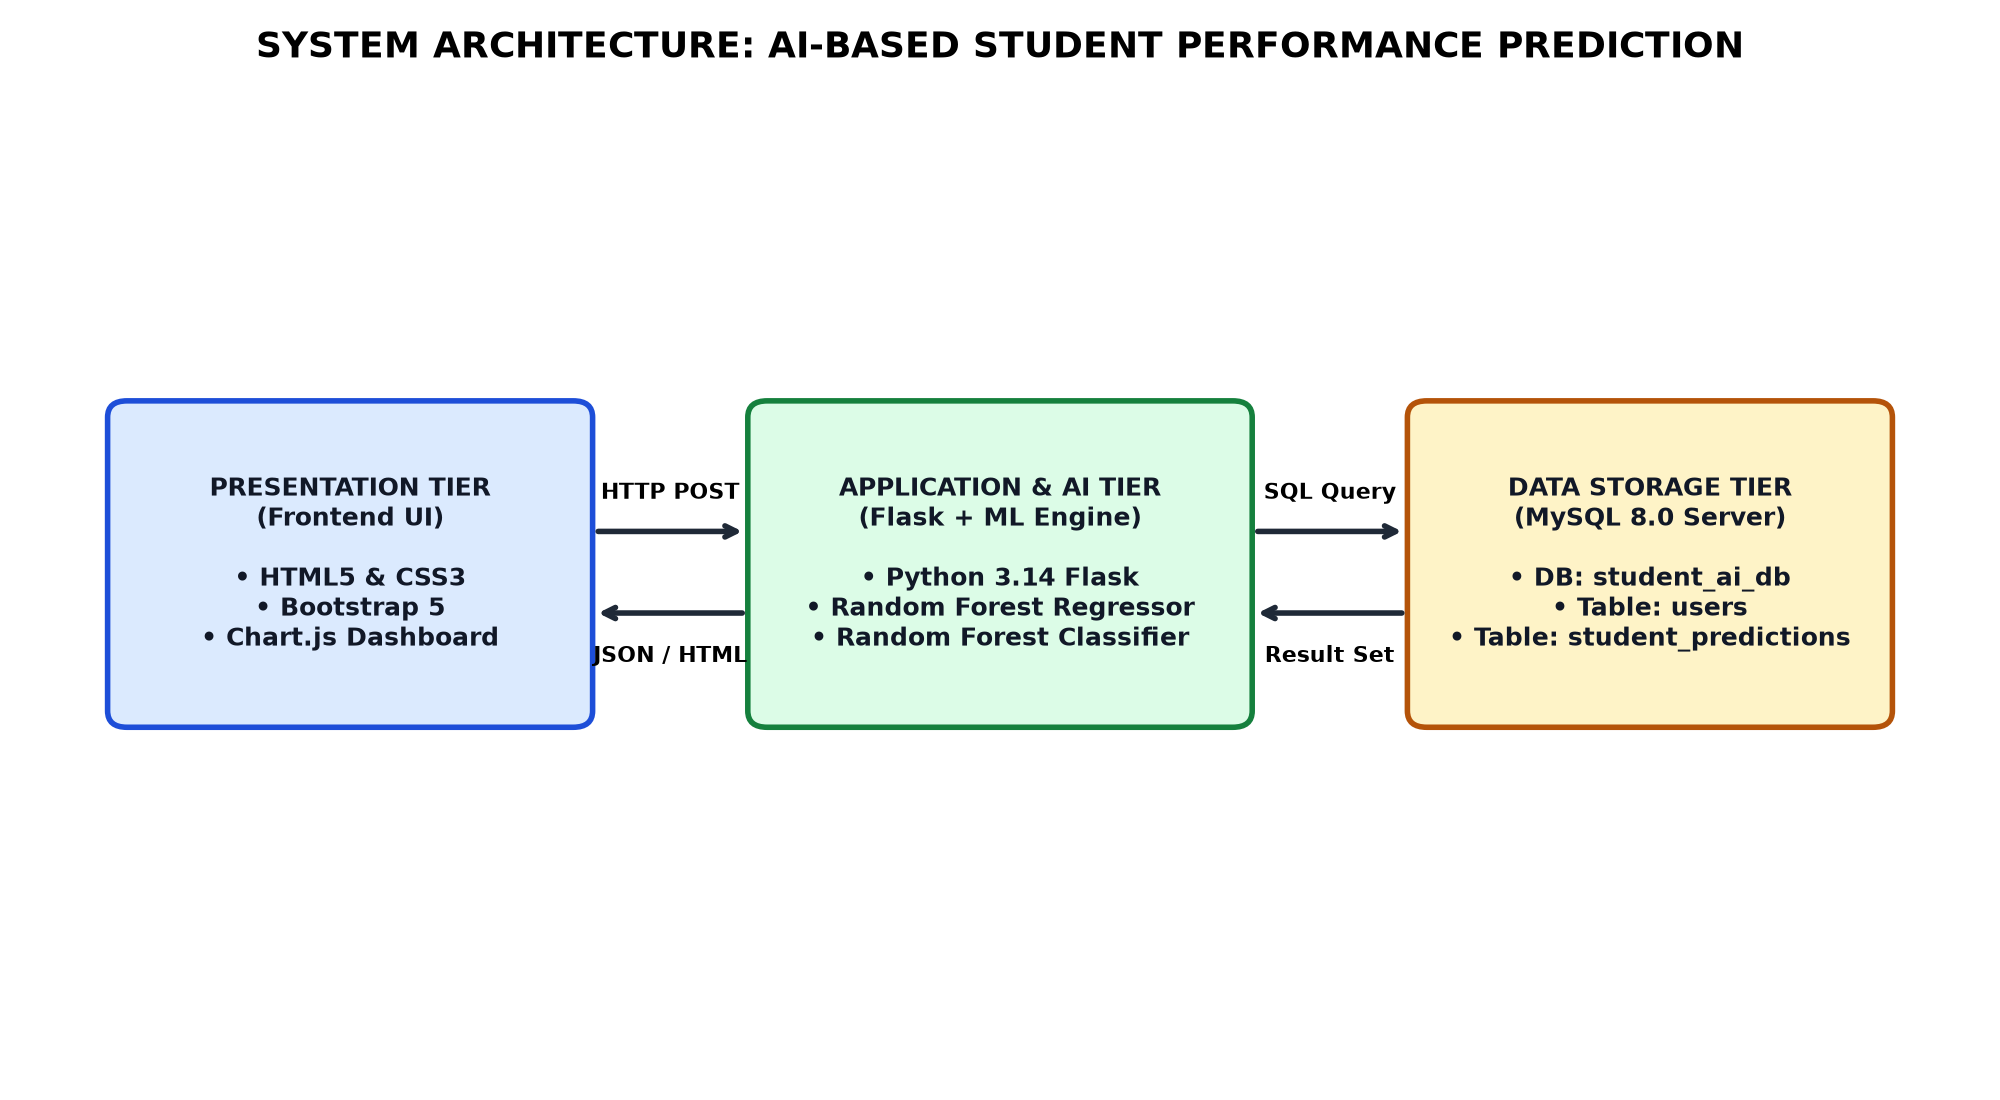 SYSTEM ARCHITECTURE: AI-BASED STUDENT PERFORMANCE PREDICTION
PRESENTATION TIER
(Frontend UI)
• HTML5 & CSS3
• Bootstrap 5
• Chart.js Dashboard
HTTP POST
JSON / HTML
APPLICATION & AI TIER
(Flask + ML Engine)
• Python 3.14 Flask
• Random Forest Regressor
• Random Forest Classifier
SQL Query
Result Set
DATA STORAGE TIER
(MySQL 8.0 Server)
• DB: student_ai_db
• Table: users
• Table: student_predictions